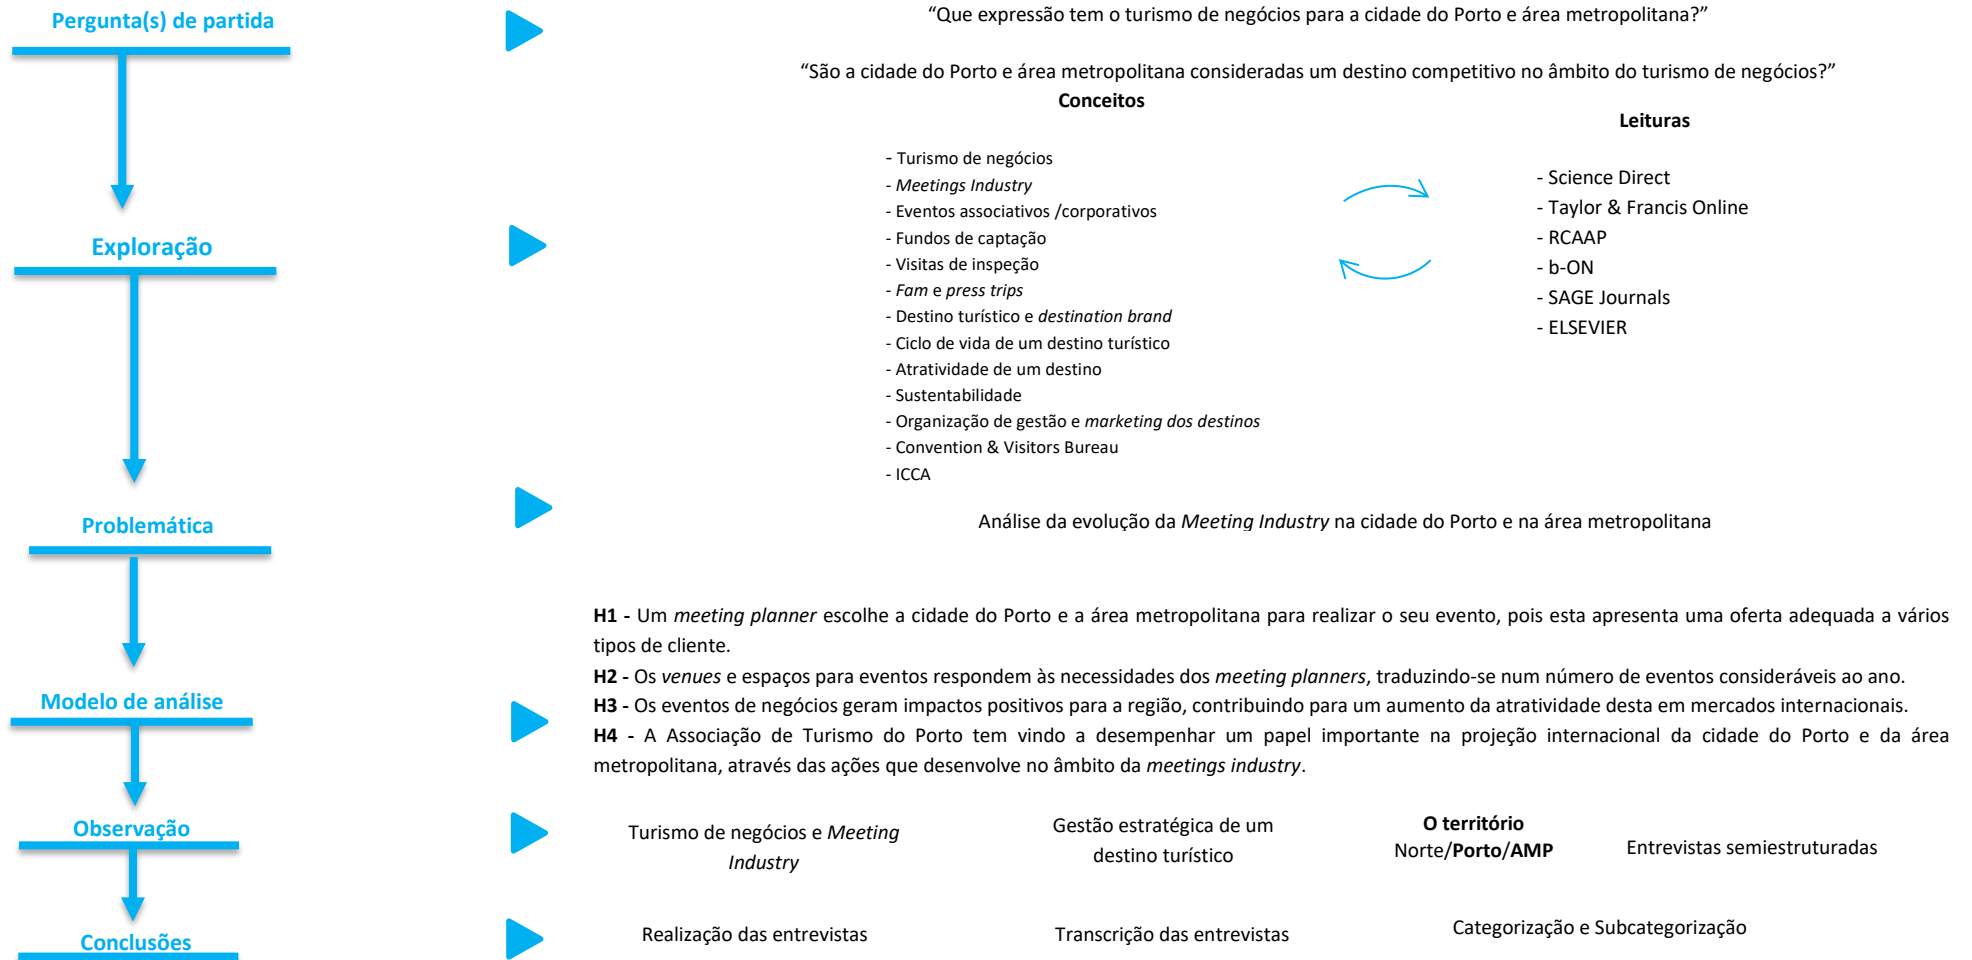 Pergunta(s) de partida
“Que expressão tem o turismo de negócios para a cidade do Porto e área metropolitana?”
“São a cidade do Porto e área metropolitana consideradas um destino competitivo no âmbito do turismo de negócios?”
Exploração
Conceitos
- Turismo de negócios
- Meetings Industry
- Eventos associativos /corporativos
- Fundos de captação
- Visitas de inspeção
- Fam e press trips
- Destino turístico e destination brand
- Ciclo de vida de um destino turístico
- Atratividade de um destino
- Sustentabilidade
- Organização de gestão e marketing dos destinos
- Convention & Visitors Bureau
- ICCA
Leituras
- Science Direct
- Taylor & Francis Online
- RCAAP
- b-ON
- SAGE Journals
- ELSEVIER
Problemática
Análise da evolução da Meeting Industry na cidade do Porto e na área metropolitana
Modelo de análise
H1 - Um meeting planner escolhe a cidade do Porto e a área metropolitana para realizar o seu evento, pois esta apresenta uma oferta adequada a vários
tipos de cliente.
H2 - Os venues e espaços para eventos respondem às necessidades dos meeting planners, traduzindo-se num número de eventos consideráveis ao ano.
H3 - Os eventos de negócios geram impactos positivos para a região, contribuindo para um aumento da atratividade desta em mercados internacionais.
H4 - A Associação de Turismo do Porto tem vindo a desempenhar um papel importante na projeção internacional da cidade do Porto e da área
metropolitana, através das ações que desenvolve no âmbito da meetings industry.
Observação
Turismo de negócios e Meeting
Industry
Gestão estratégica de um
destino turístico
O território
Norte/Porto/AMP
Entrevistas semiestruturadas
Conclusões
Realização das entrevistas
Transcrição das entrevistas
Categorização e Subcategorização